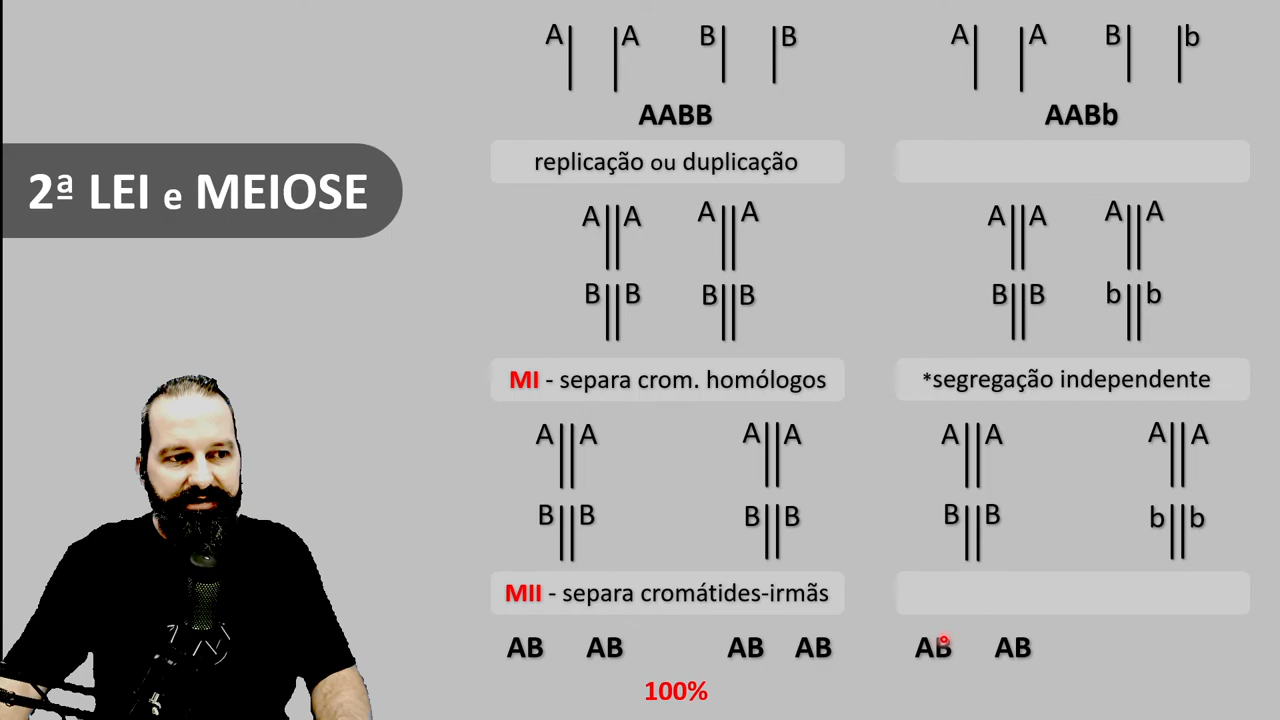 2ª LEI e MEIOSE
A A B B
AABB
replicação ou duplicação
A A A A
B B B B
MI - separa crom. homólogos
A A A A
B B B B
MII - separa cromátides-irmãs
AB AB AB AB
100%
A A B b
AABb
A A A A
B B b b
*segregação independente
A A A A
B B b b
AB AB